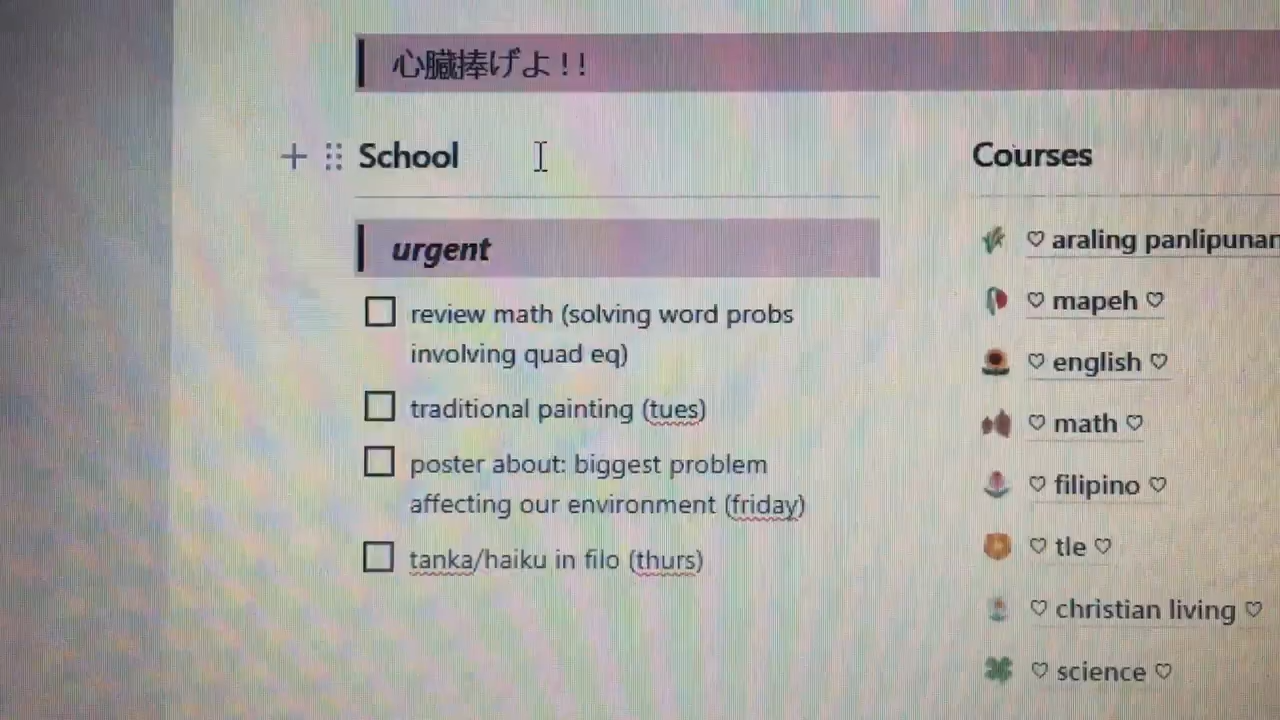 心臓捧げよ!!
School
urgent
review math (solving word probs
involving quad eq)
traditional painting (tues)
poster about: biggest problem
affecting our environment (friday)
tanka/haiku in filo (thurs)
Courses
♡ araling panlipunan
♡ mapeh ♡
♡ english ♡
♡ math ♡
♡ filipino ♡
♡ tle ♡
♡ christian living ♡
♡ science ♡